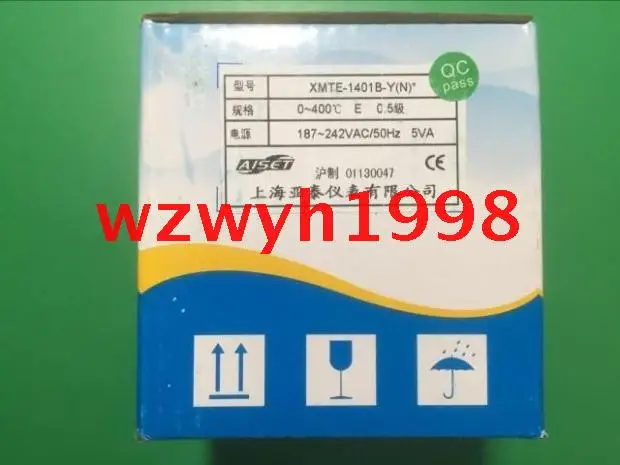 型号 XMTE-1401B-Y(N)"
QC
pass
规格 0~400℃ E 0.5级
电源 187~242VAC/50Hz 5VA
AISET 沪制 01130047 CE
上海亚泰仪表有限公司
wzwyh1998